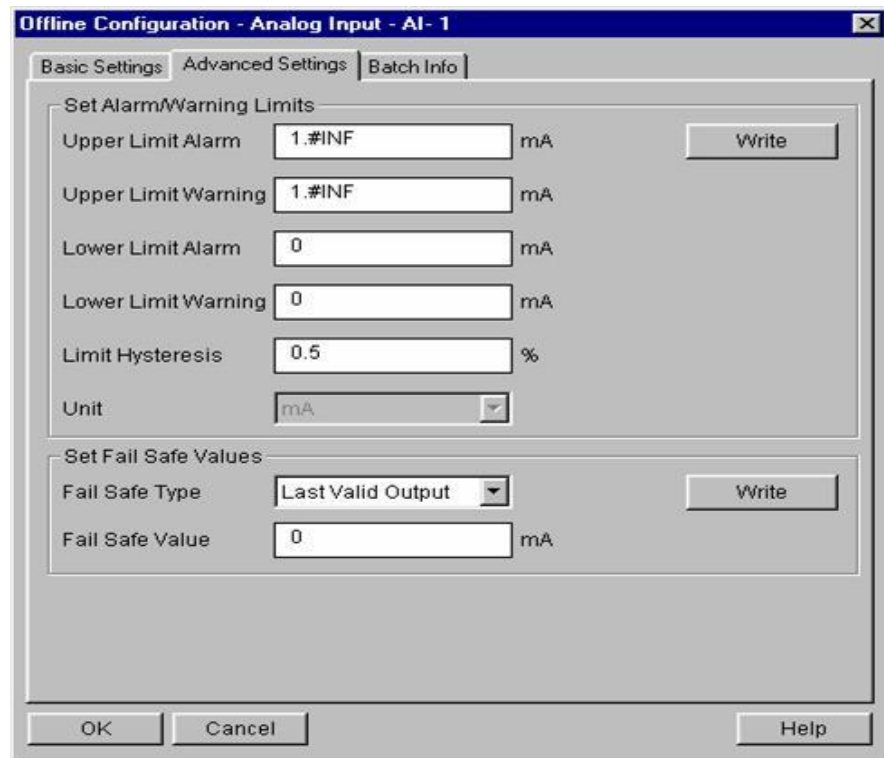 Offline Configuration - Analog Input - AI- 1
Basic Settings Advanced Settings Batch Info
Set Alarm/Warning Limits
Upper Limit Alarm 1.#INF mA Write
Upper Limit Warning 1.#INF mA
Lower Limit Alarm 0 mA
Lower Limit Warning 0 mA
Limit Hysteresis 0.5 %
Unit mA
Set Fail Safe Values
Fail Safe Type Last Valid Output Write
Fail Safe Value 0 mA
OK Cancel Help